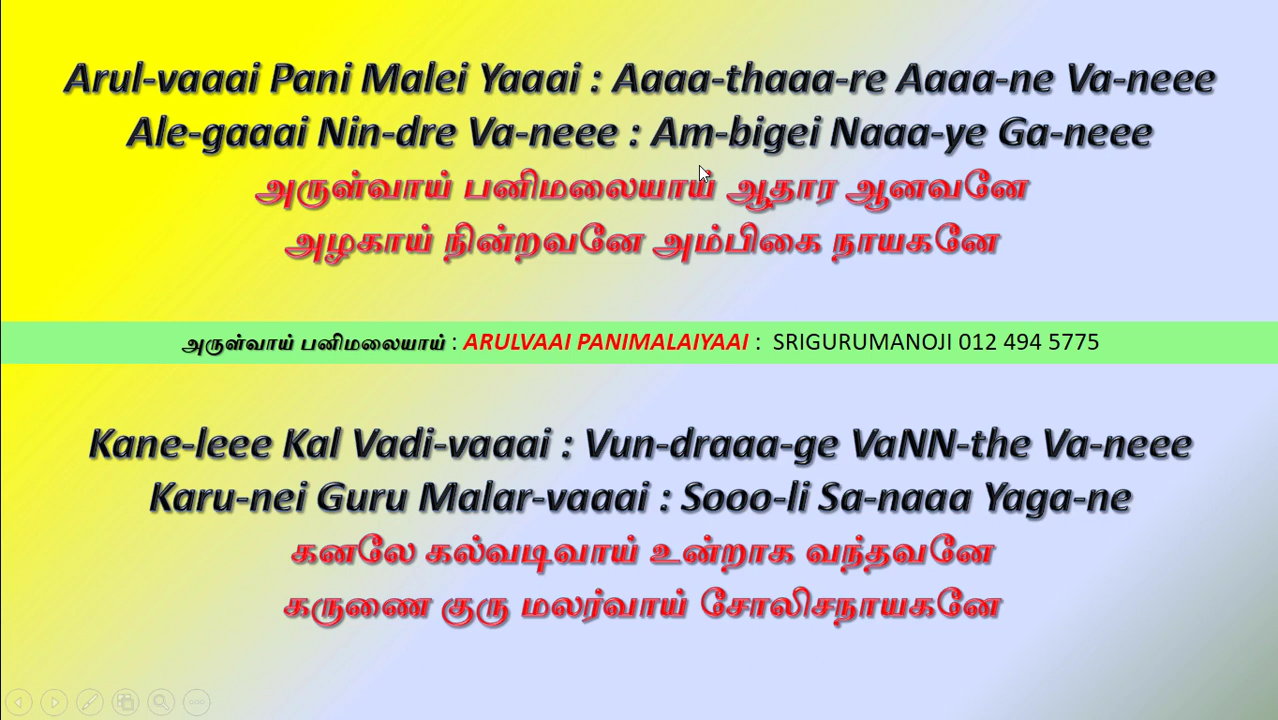 Arul-vaaai Pani Malei Yaaai : Aaaa-thaaa-re Aaaa-ne Va-neee
Ale-gaaai Nin-dre Va-neee : Am-bigei Naaa-ye Ga-neee
அருள்வாய் பனிமலையாய் ஆதார ஆனவனே
அழகாய் நின்றவனே அம்பிகை நாயகனே
அருள்வாய் பனிமலையாய் : ARULVAAI PANIMALAIYAAI : SRIGURUMANOJI 012 494 5775
Kane-leee Kal Vadi-vaaai : Vun-draaa-ge VaNN-the Va-neee
Karu-nei Guru Malar-vaaai : Sooo-li Sa-naaa Yaga-ne
கனலே கல்வடிவாய் உன்றாக வந்தவனே
கருணை குரு மலர்வாய் சோலிசநாயகனே